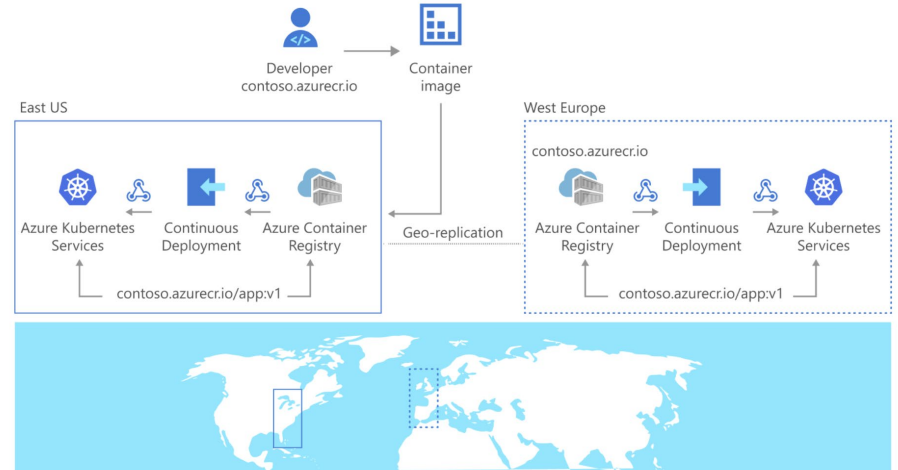 Developer
contoso.azurecr.io
Container
image
East US
West Europe
contoso.azurecr.io
Azure Kubernetes
Services
Continuous
Deployment
Azure Container
Registry
Geo-replication
Azure Container
Registry
Continuous
Deployment
Azure Kubernetes
Services
contoso.azurecr.io/app:v1
contoso.azurecr.io/app:v1